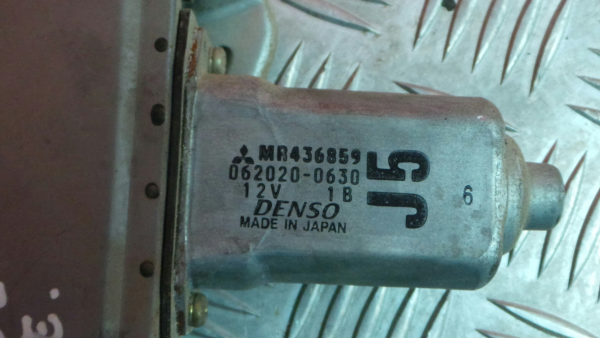 MR436859
062020-0630
12V 1B
DENSO
MADE IN JAPAN
J5
6